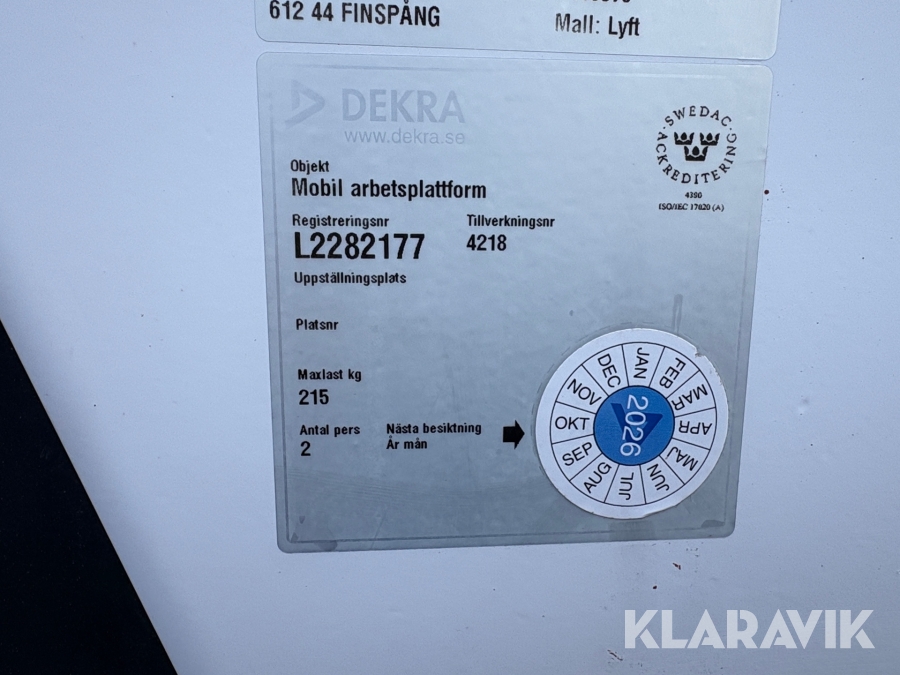 612 44 FINSPÅNG
Mall: Lyft
DEKRA
www.dekra.se
SWEDAC
ACKREDITERING
4380
ISO/IEC 17020 (A)
Objekt
Mobil arbetsplattform
Registreringsnr Tillverkningsnr
L2282177 4218
Uppställningsplats
Platsnr
Maxlast kg
215
Antal pers Nästa besiktning
2 År mån
JAN
FEB
MAR
APR
MAJ
JUN
JUL
AUG
SEP
OKT
NOV
DEC
2026
KLARAVIK